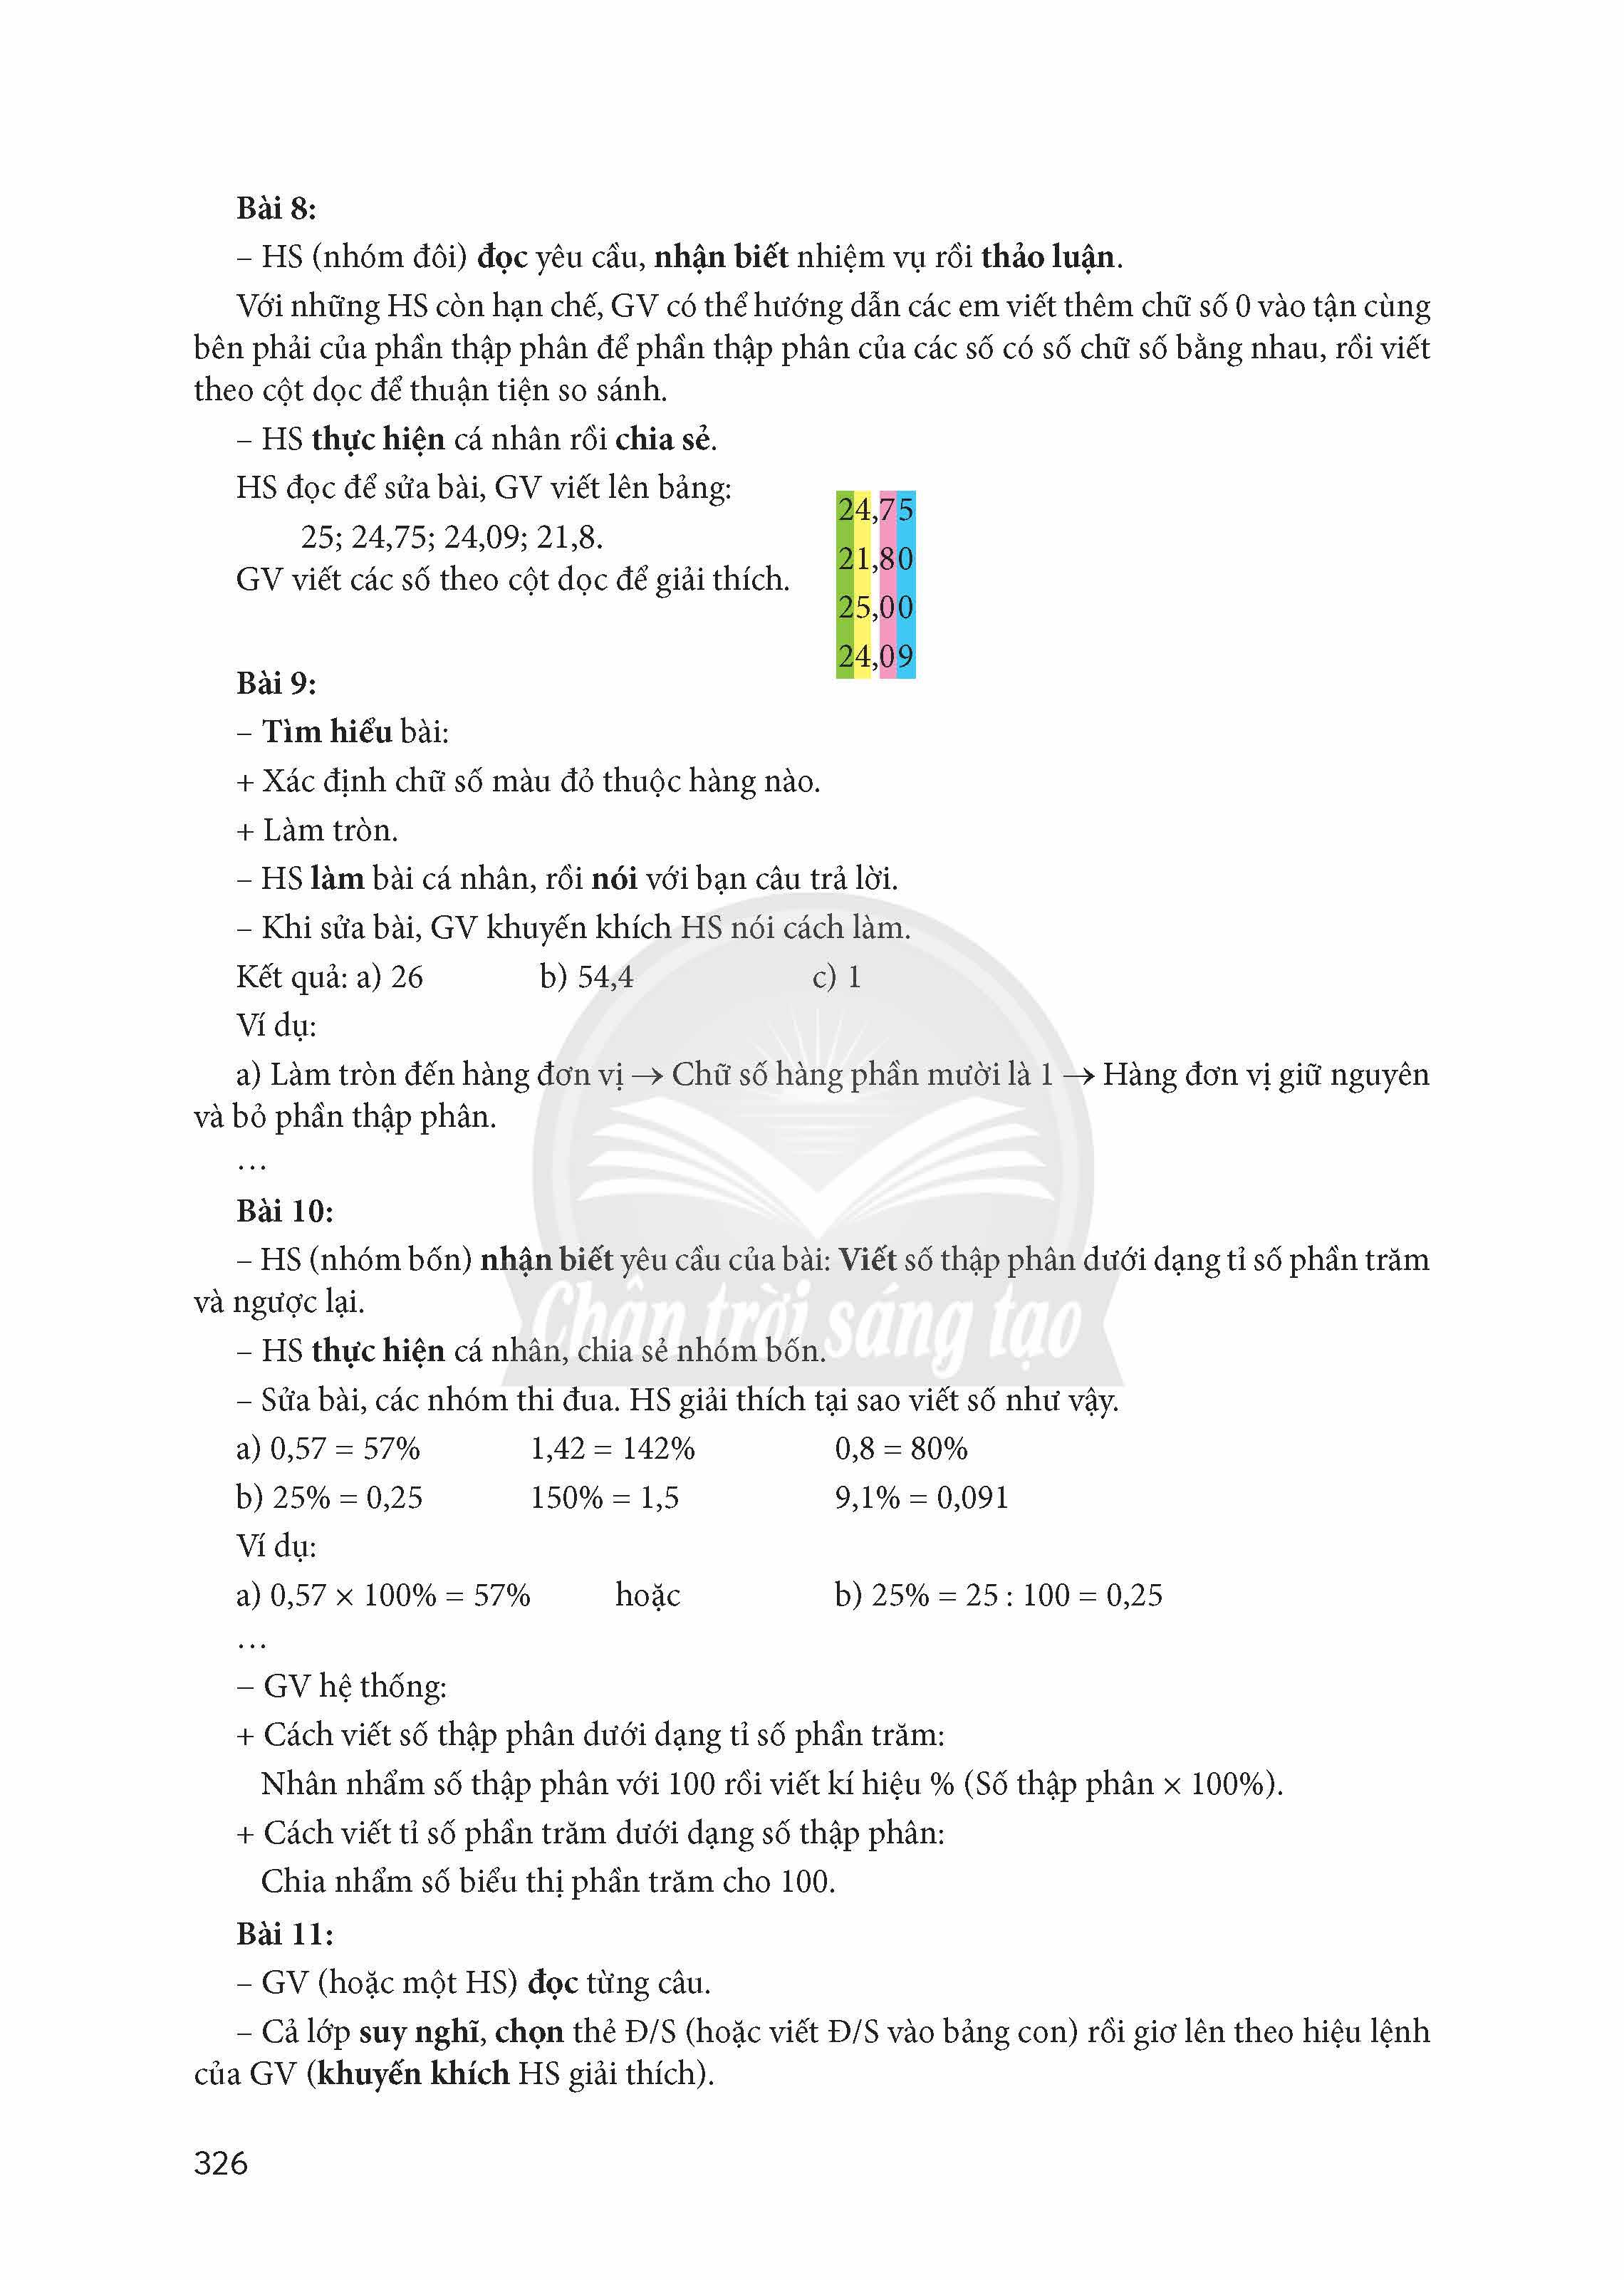 Bài 8:
– HS (nhóm đôi) đọc yêu cầu, nhận biết nhiệm vụ rồi thảo luận.
Với những HS còn hạn chế, GV có thể hướng dẫn các em viết thêm chữ số 0 vào tận cùng
bên phải của phần thập phân để phần thập phân của các số có số chữ số bằng nhau, rồi viết
theo cột dọc để thuận tiện so sánh.
– HS thực hiện cá nhân rồi chia sẻ.
HS đọc để sửa bài, GV viết lên bảng:
25; 24,75; 24,09; 21,8.
GV viết các số theo cột dọc để giải thích.
24,75
21,80
25,00
24,09
Bài 9:
– Tìm hiểu bài:
+ Xác định chữ số màu đỏ thuộc hàng nào.
+ Làm tròn.
– HS làm bài cá nhân, rồi nói với bạn câu trả lời.
– Khi sửa bài, GV khuyến khích HS nói cách làm.
Kết quả: a) 26 b) 54,4 c) 1
Ví dụ:
a) Làm tròn đến hàng đơn vị → Chữ số hàng phần mười là 1 → Hàng đơn vị giữ nguyên
và bỏ phần thập phân.
…
Bài 10:
– HS (nhóm bốn) nhận biết yêu cầu của bài: Viết số thập phân dưới dạng tỉ số phần trăm
và ngược lại.
Chân trời sáng tạo
– HS thực hiện cá nhân, chia sẻ nhóm bốn.
– Sửa bài, các nhóm thi đua. HS giải thích tại sao viết số như vậy.
a) 0,57 = 57% 1,42 = 142% 0,8 = 80%
b) 25% = 0,25 150% = 1,5 9,1% = 0,091
Ví dụ:
a) 0,57 × 100% = 57% hoặc b) 25% = 25 : 100 = 0,25
…
– GV hệ thống:
+ Cách viết số thập phân dưới dạng tỉ số phần trăm:
Nhân nhẩm số thập phân với 100 rồi viết kí hiệu % (Số thập phân × 100%).
+ Cách viết tỉ số phần trăm dưới dạng số thập phân:
Chia nhẩm số biểu thị phần trăm cho 100.
Bài 11:
– GV (hoặc một HS) đọc từng câu.
– Cả lớp suy nghĩ, chọn thẻ Đ/S (hoặc viết Đ/S vào bảng con) rồi giơ lên theo hiệu lệnh
của GV (khuyến khích HS giải thích).
326